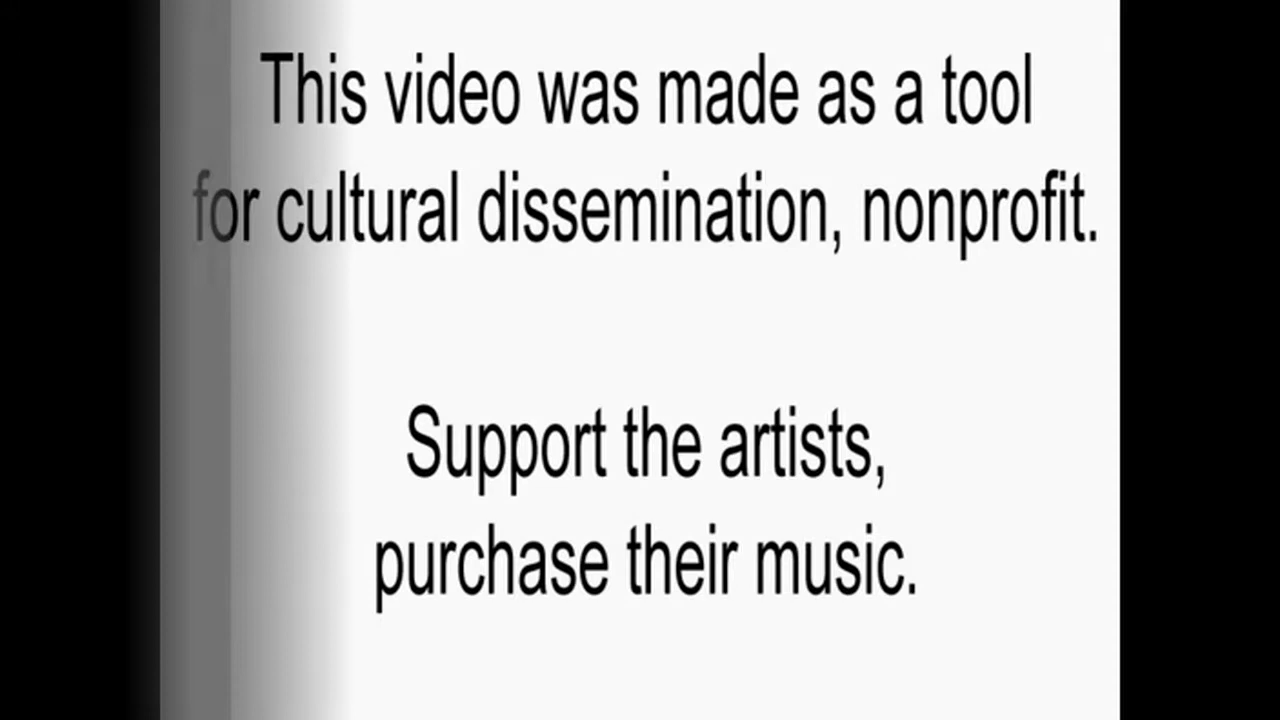 This video was made as a tool
for cultural dissemination, nonprofit.
Support the artists,
purchase their music.